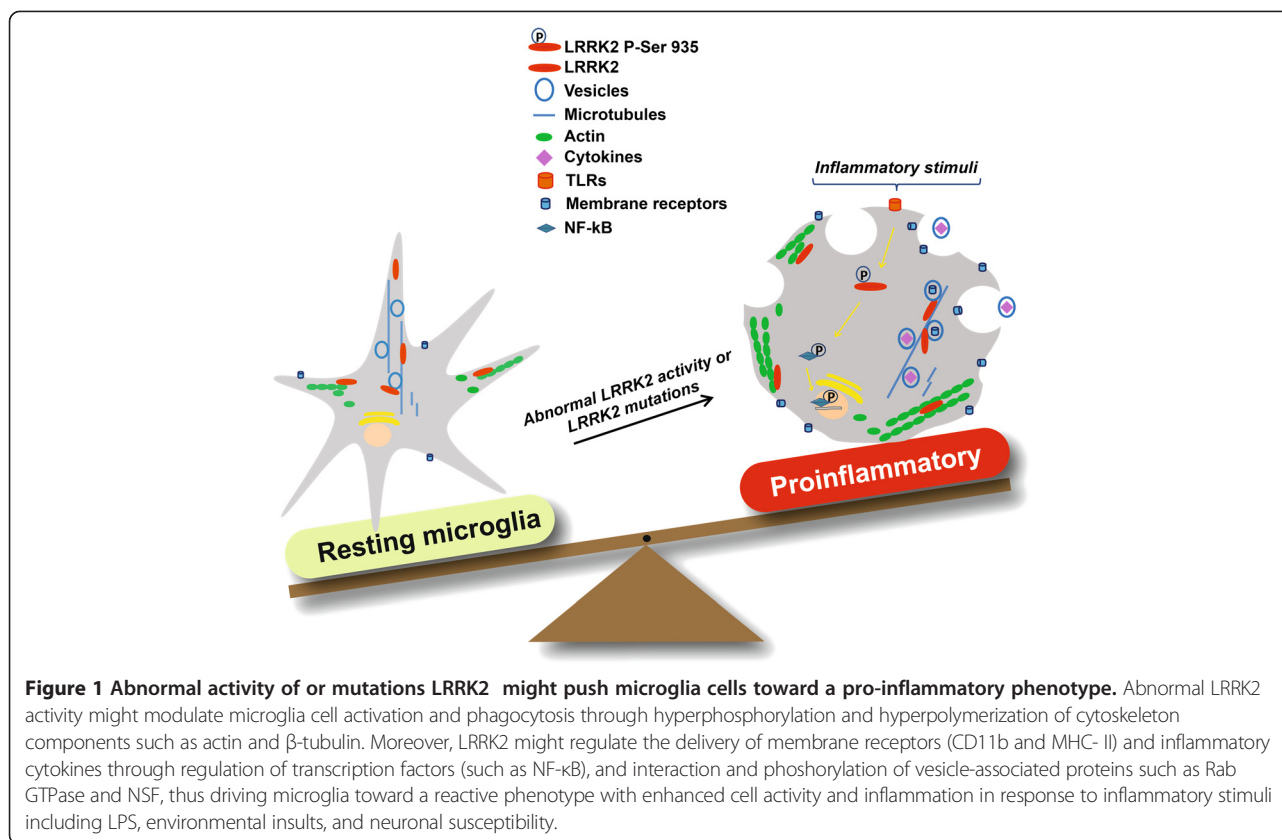 P
LRRK2 P-Ser 935
LRRK2
Vesicles
Microtubules
Actin
Cytokines
TLRs
Membrane receptors
NF-kB
Inflammatory stimuli
P
P
P
Abnormal LRRK2 activity or
LRRK2 mutations
Resting microglia
Proinflammatory
Figure 1 Abnormal activity of or mutations LRRK2 might push microglia cells toward a pro-inflammatory phenotype. Abnormal LRRK2
activity might modulate microglia cell activation and phagocytosis through hyperphosphorylation and hyperpolymerization of cytoskeleton
components such as actin and β-tubulin. Moreover, LRRK2 might regulate the delivery of membrane receptors (CD11b and MHC- II) and inflammatory
cytokines through regulation of transcription factors (such as NF-κB), and interaction and phoshorylation of vesicle-associated proteins such as Rab
GTPase and NSF, thus driving microglia toward a reactive phenotype with enhanced cell activity and inflammation in response to inflammatory stimuli
including LPS, environmental insults, and neuronal susceptibility.